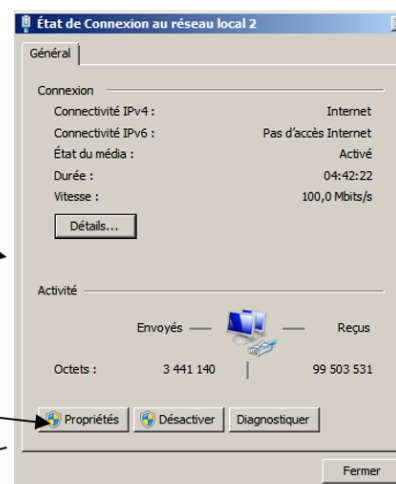 État de Connexion au réseau local 2
Général
Connexion
Connectivité IPv4 : Internet
Connectivité IPv6 : Pas d'accès Internet
État du média : Activé
Durée : 04:42:22
Vitesse : 100,0 Mbits/s
Détails...
Activité
Envoyés — — Reçus
Octets : 3 441 140 | 99 503 531
Propriétés Désactiver Diagnostiquer
Fermer